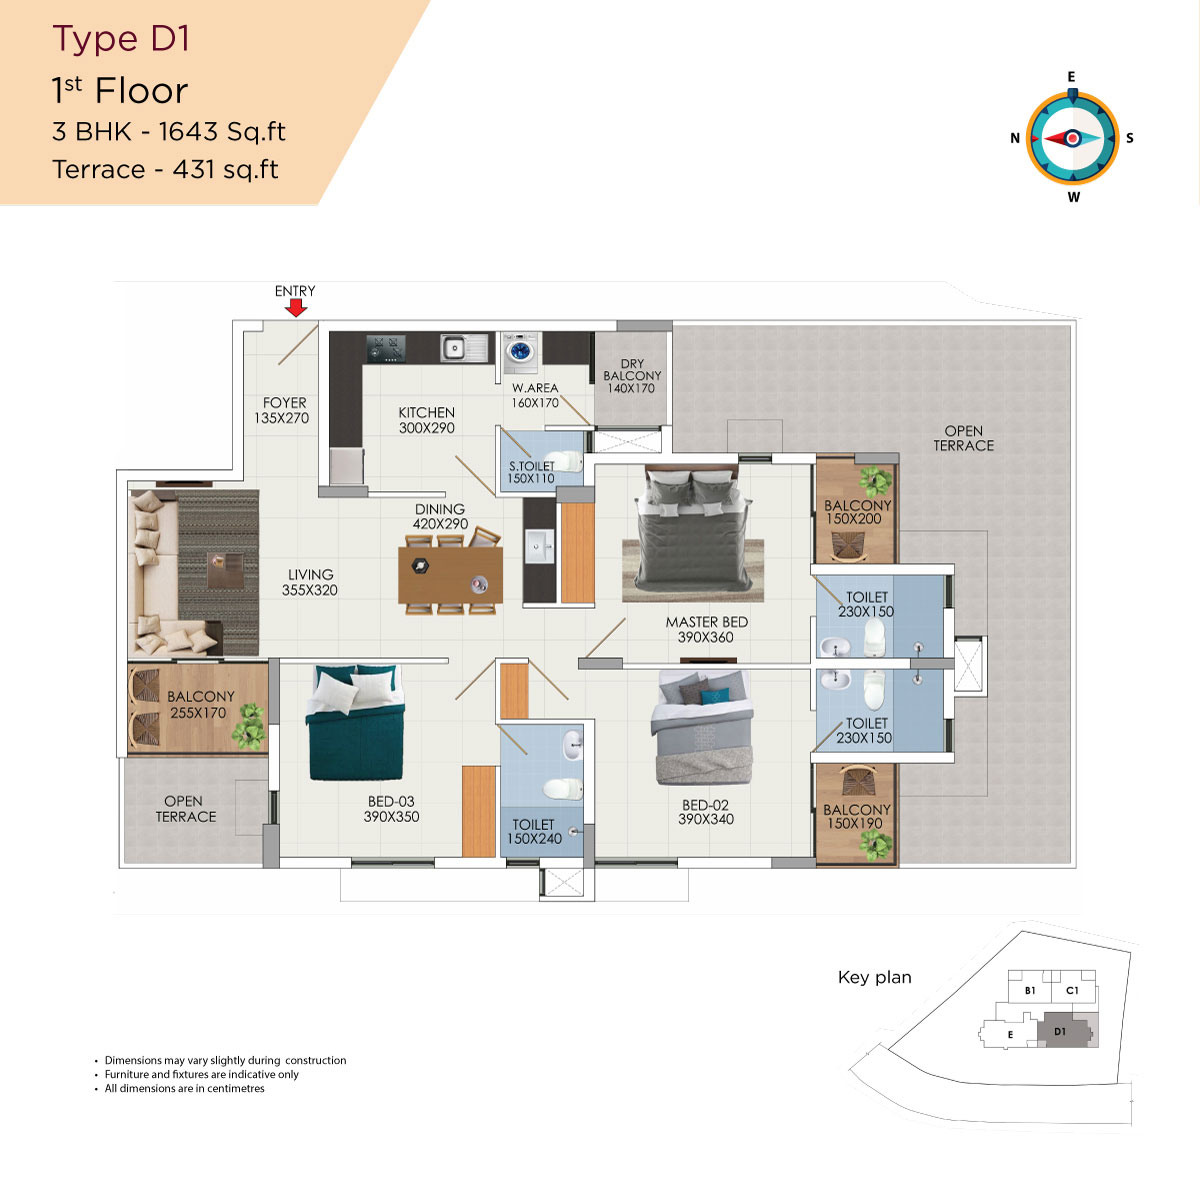 Type D1
1st Floor
3 BHK - 1643 Sq.ft
Terrace - 431 sq.ft
E
N
S
W
ENTRY
FOYER
135X270
KITCHEN
300X290
W.AREA
160X170
DRY
BALCONY
140X170
OPEN
TERRACE
S.TOILET
150X110
DINING
420X290
BALCONY
150X200
LIVING
355X320
MASTER BED
390X360
TOILET
230X150
BALCONY
255X170
TOILET
230X150
OPEN
TERRACE
BED-03
390X350
TOILET
150X240
BED-02
390X340
BALCONY
150X190
Key plan
B1
C1
E
D1
• Dimensions may vary slightly during construction
• Furniture and fixtures are indicative only
• All dimensions are in centimetres